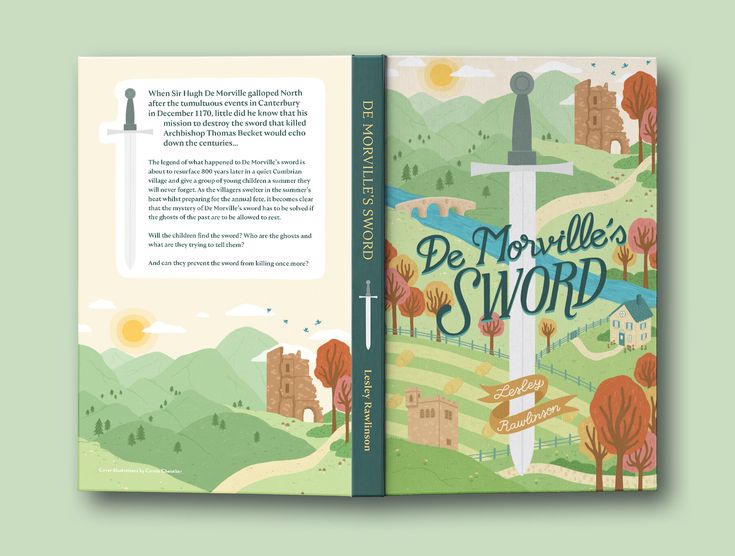 When Sir Hugh De Morville galloped North
after the tumultuous events in Canterbury
in December 1170, little did he know that his
mission to destroy the sword that killed
Archbishop Thomas Becket would echo
down the centuries...
The legend of what happened to De Morville's sword is
about to resurface 800 years later in a quiet Cumbrian
village and give a group of young children a summer they
will never forget. As the villagers swelter in the summer's
heat whilst preparing for the annual fete, it becomes clear
that the mystery of De Morville's sword has to be solved if
the ghosts of the past are to be allowed to rest.
Will the children find the sword? Who are the ghosts and
what are they trying to tell them?
And can they prevent the sword from killing once more?
DE MORVILLE'S SWORD
Lesley Rawlinson
De Morville's
SWORD
Lesley
Rawlinson